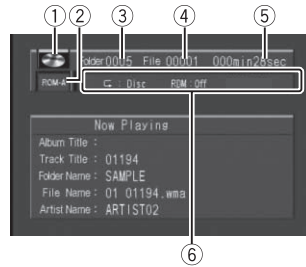 ① ② ③ ④ ⑤
Folder 0005 File 00001 000min28sec
ROM-A : Disc RDM : Off
Now Playing
Album Title :
Track Title : 01194
Folder Name : SAMPLE
File Name : 01 01194.wma
Artist Name : ARTIST02
⑥